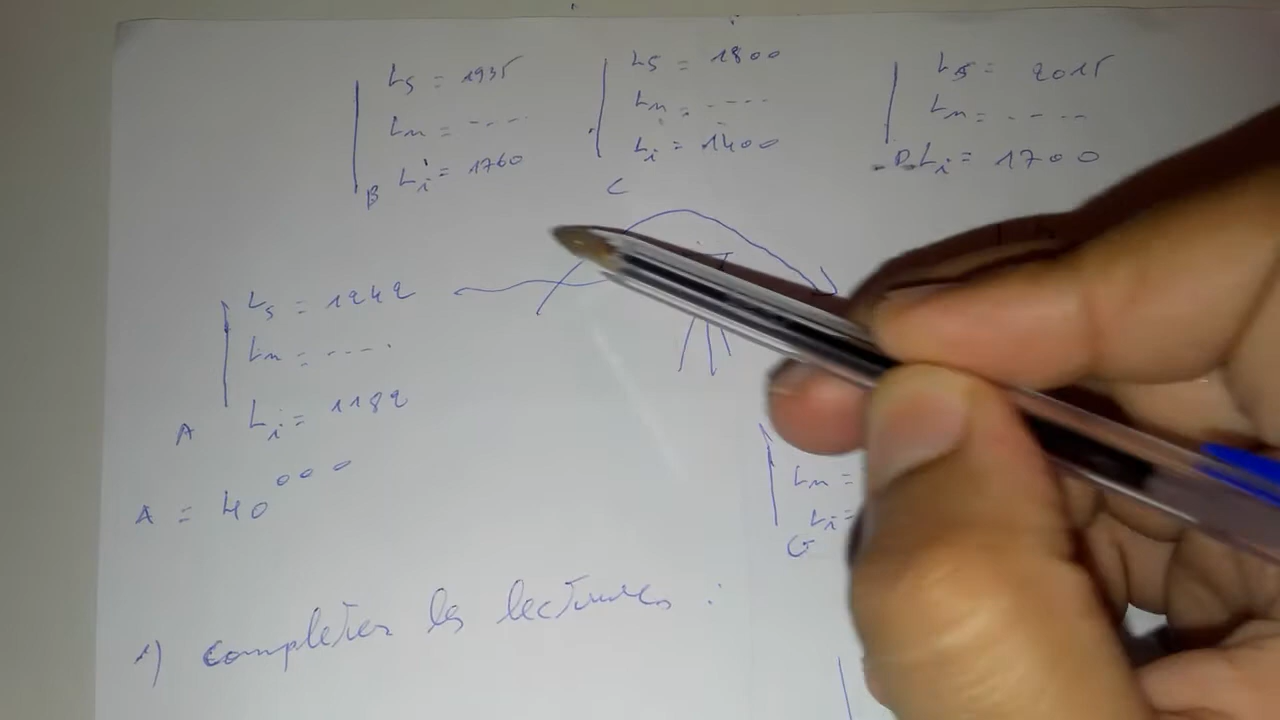 Ls = 1935
Lm = ----
Li = 1760
B
Ls = 1800
Lm = ----
Li = 1400
C
Ls = 2015
Lm = ----
Li = 1700
D
Ls = 1242
Lm = ----
Li = 1182
A
A = 40°°°
Lm =
Li =
G
1) completer les lectures :